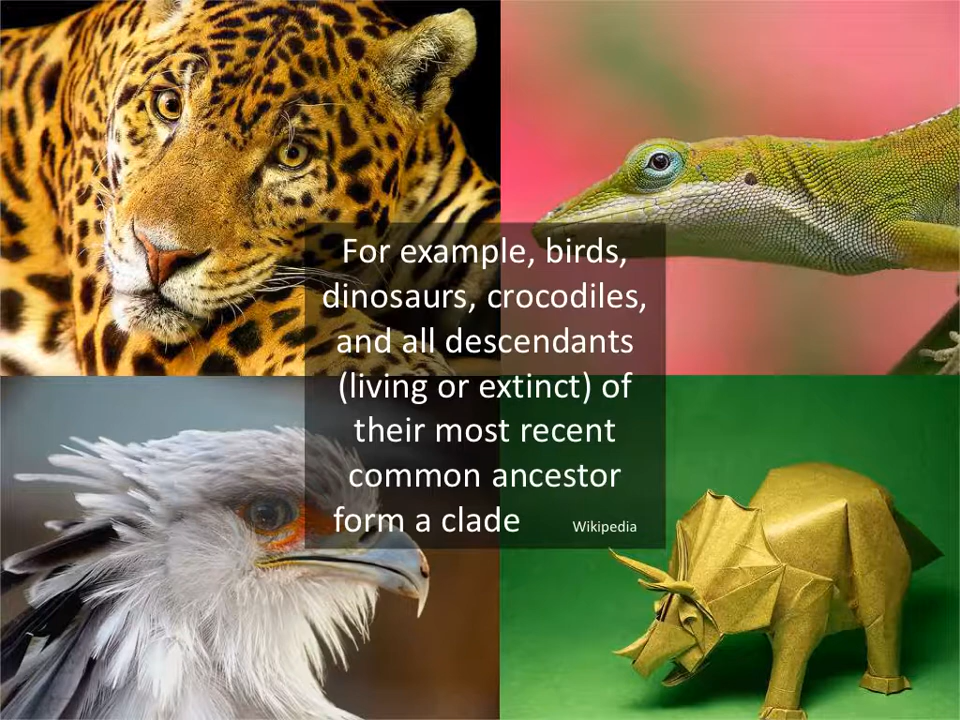 For example, birds,
dinosaurs, crocodiles,
and all descendants
(living or extinct) of
their most recent
common ancestor
form a clade Wikipedia